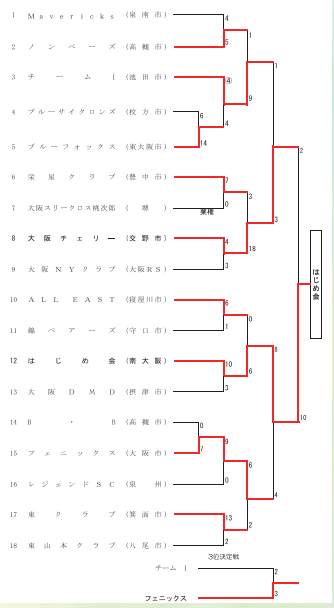 1 Mavericks (泉南市)
2 ノンベーズ (高槻市)
3 チームI (池田市)
4 ブルーサイクロンズ (枚方市)
5 ブルーフォックス (東大阪市)
6 栄屋クラブ (豊中市)
7 大阪スリークロス桃次郎 (堺)
8 大阪チェリー (交野市)
9 大阪NYクラブ (大阪RS)
10 ALL EAST (寝屋川市)
11 錦ベアーズ (守口市)
12 はじめ会 (南大阪)
13 大阪DMD (摂津市)
14 B・B (高槻市)
15 フェニックス (大阪市)
16 レジェンドSC (泉州)
17 東クラブ (箕面市)
18 東山本クラブ (八尾市)
4
5
1
④
9
6
4
14
1
7
0
棄権
3
4
3
18
3
2
はじめ会
6
1
0
10
3
6
8
10
0
7
9
0
6
13
2
2
4
3位決定戦
チーム I
2
フェニックス
3